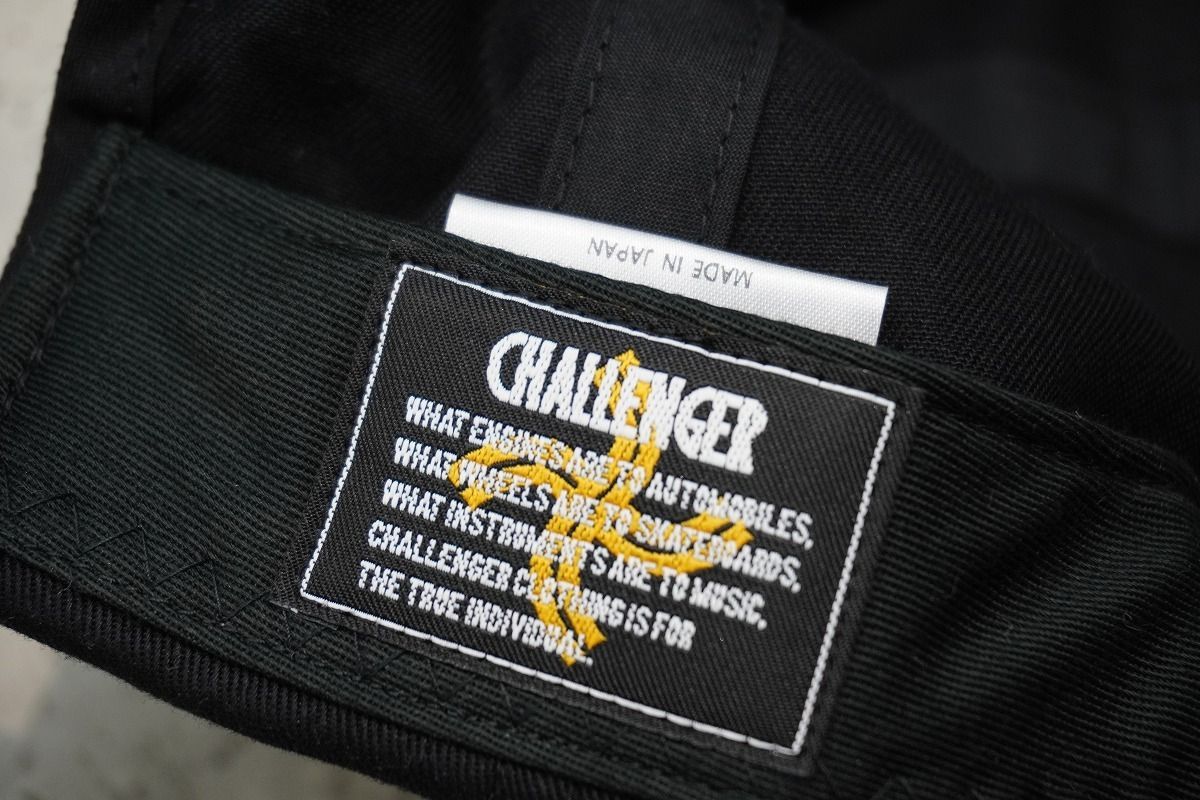 MADE IN JAPAN
CHALLENGER
WHAT ENGINES ARE TO AUTOMOBILES,
WHAT WHEELS ARE TO SKATEBOARDS,
WHAT INSTRUMENTS ARE TO MUSIC,
CHALLENGER CLOTHING IS FOR
THE TRUE INDIVIDUAL.